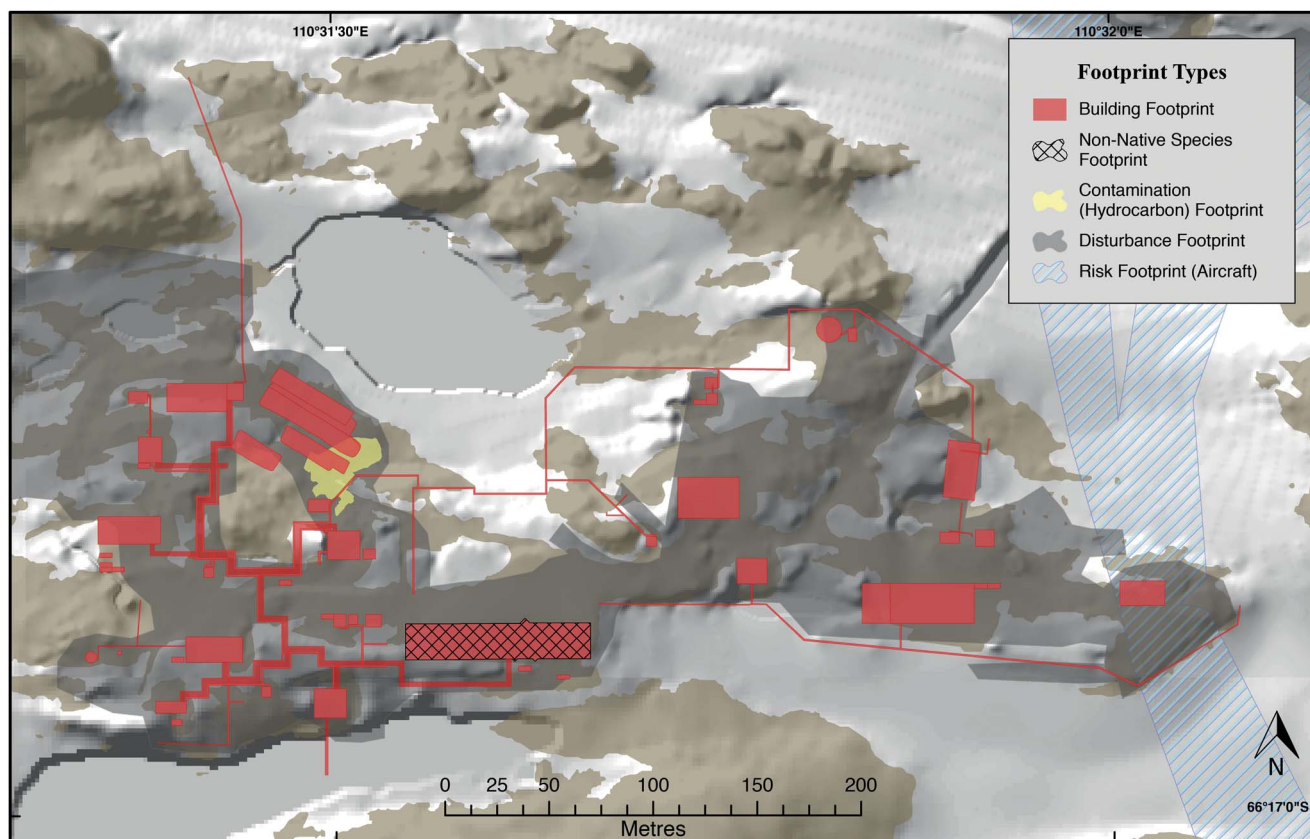 110°31'30"E
110°32'0"E
Footprint Types
Building Footprint
Non-Native Species
Footprint
Contamination
(Hydrocarbon) Footprint
Disturbance Footprint
Risk Footprint (Aircraft)
0 25 50 100 150 200
Metres
N
66°17'0"S